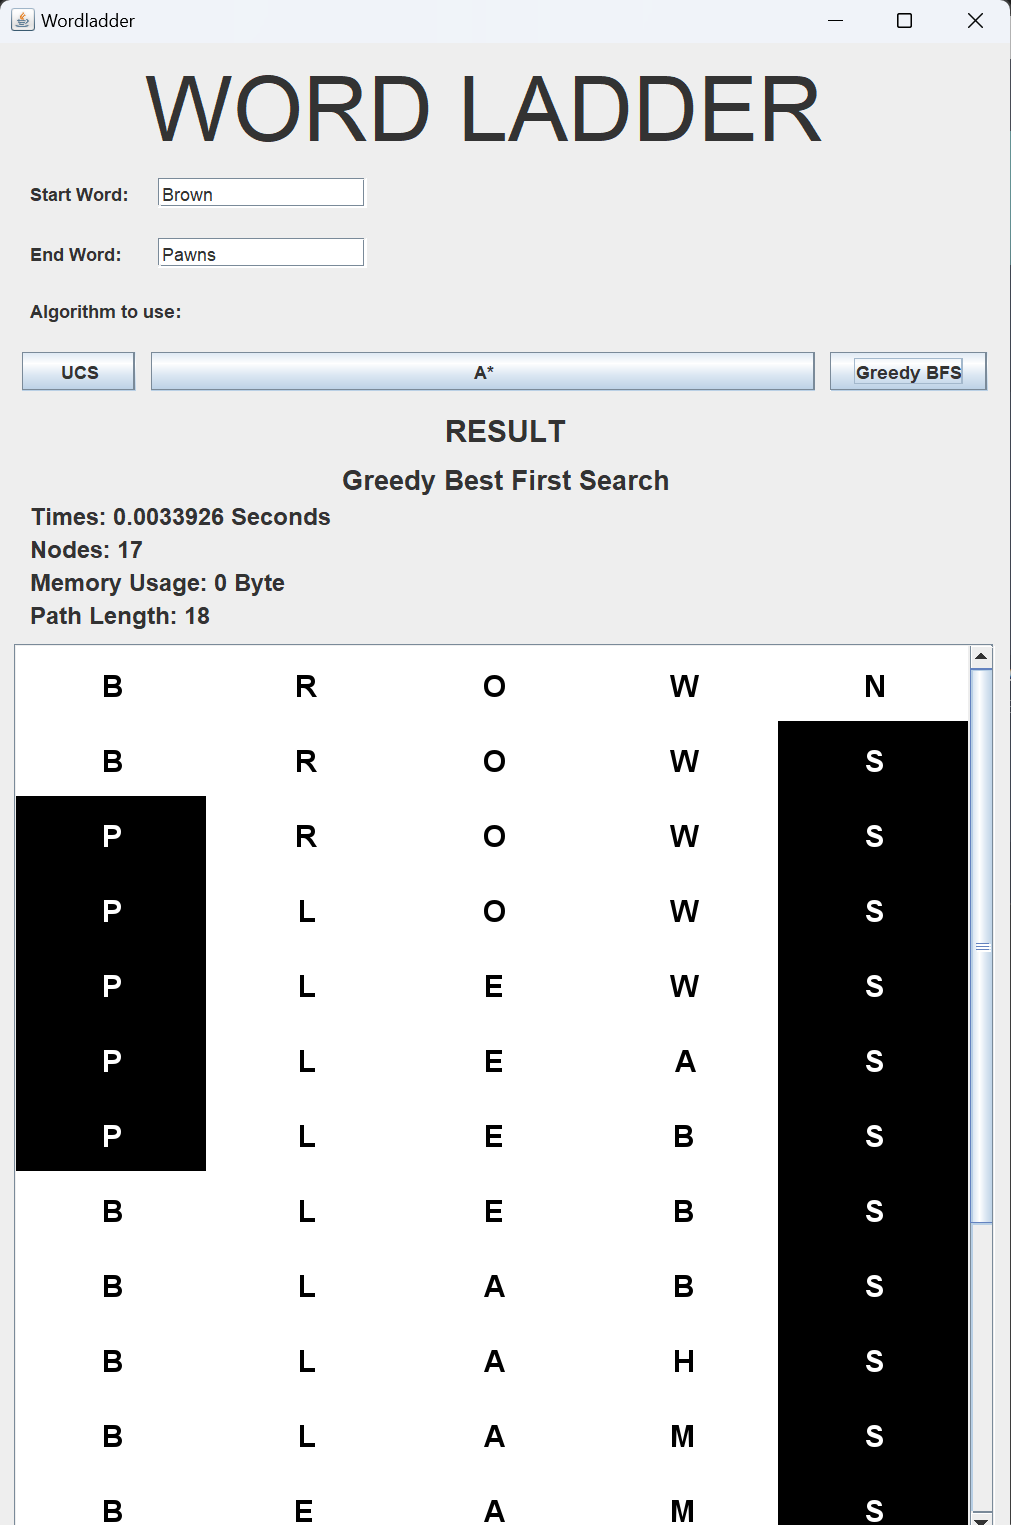 Wordladder
WORD LADDER
Start Word: Brown
End Word: Pawns
Algorithm to use:
UCS A* Greedy BFS
RESULT
Greedy Best First Search
Times: 0.0033926 Seconds
Nodes: 17
Memory Usage: 0 Byte
Path Length: 18
B R O W N
B R O W S
P R O W S
P L O W S
P L E W S
P L E A S
P L E B S
B L E B S
B L A B S
B L A H S
B L A M S
B E A M S